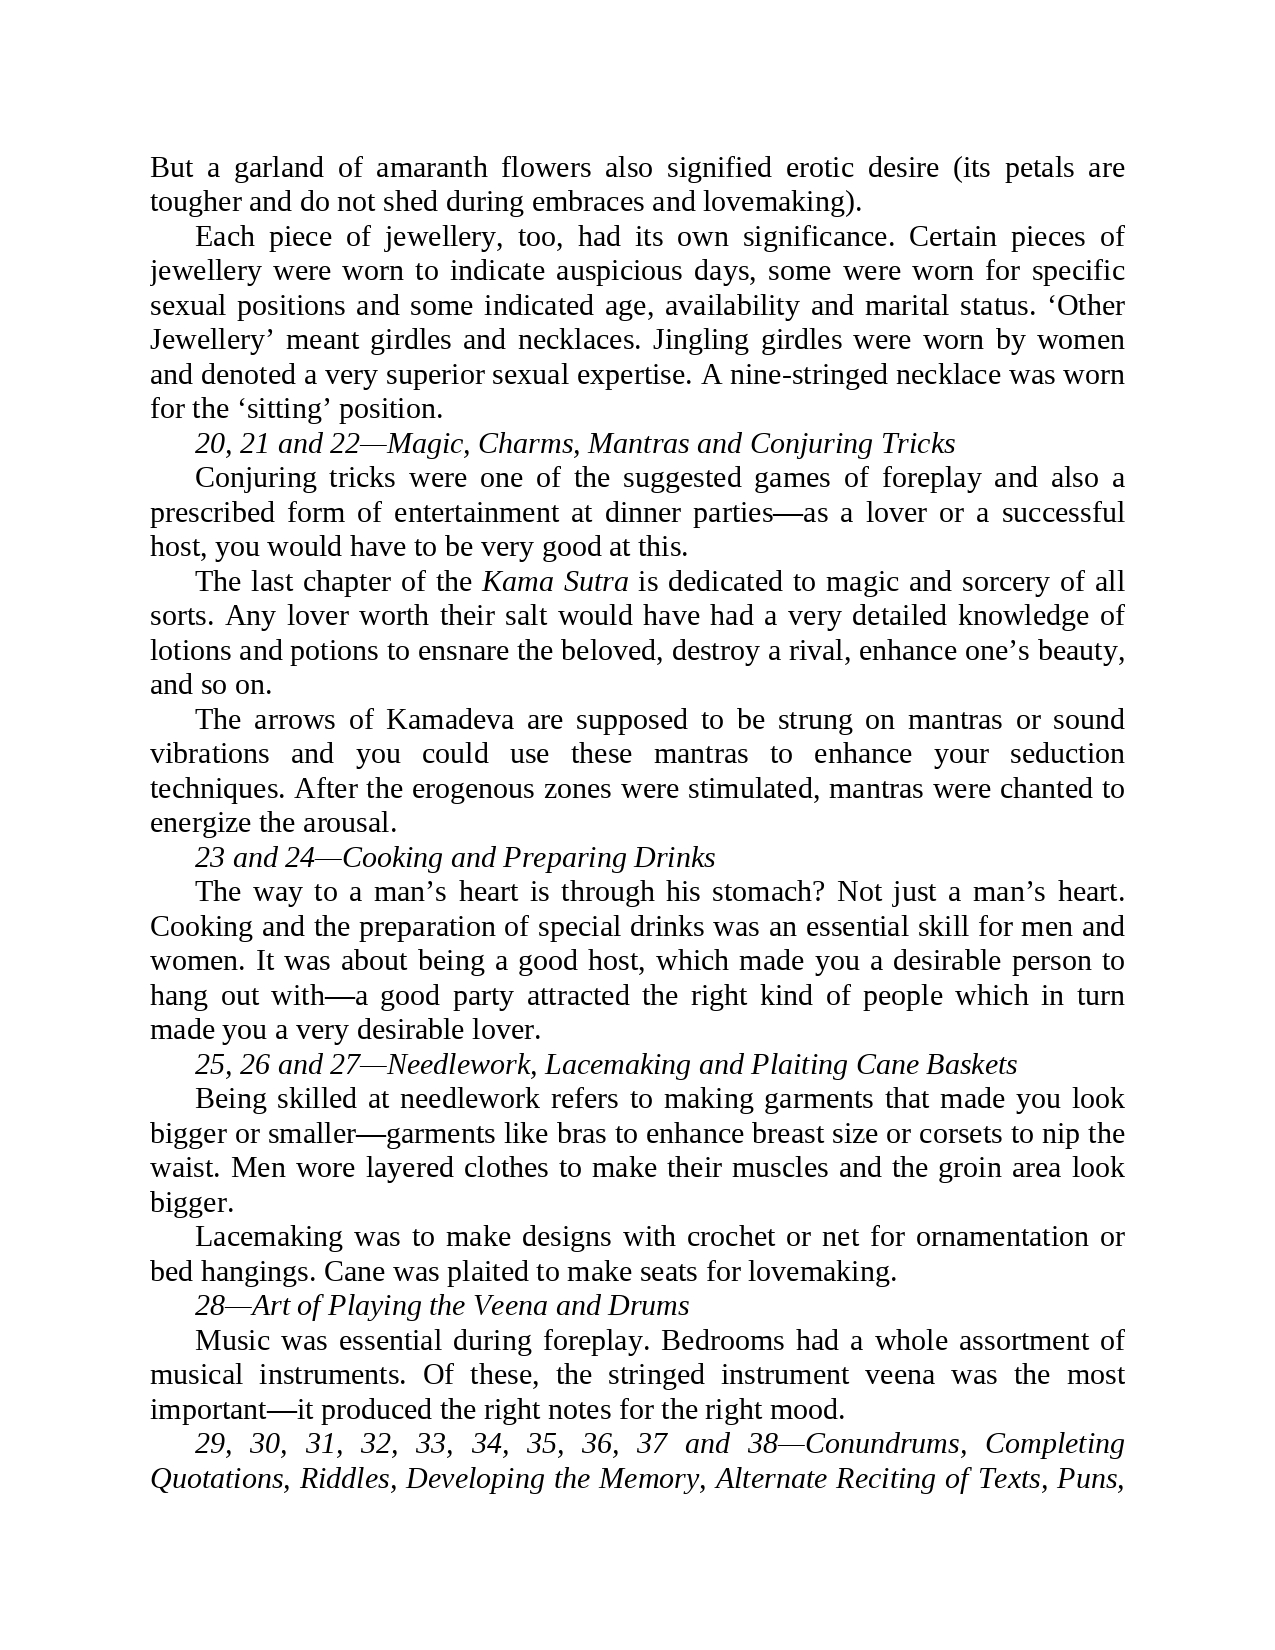 But a garland of amaranth flowers also signified erotic desire (its petals are
tougher and do not shed during embraces and lovemaking).
Each piece of jewellery, too, had its own significance. Certain pieces of
jewellery were worn to indicate auspicious days, some were worn for specific
sexual positions and some indicated age, availability and marital status. ‘Other
Jewellery’ meant girdles and necklaces. Jingling girdles were worn by women
and denoted a very superior sexual expertise. A nine-stringed necklace was worn
for the ‘sitting’ position.
20, 21 and 22—Magic, Charms, Mantras and Conjuring Tricks
Conjuring tricks were one of the suggested games of foreplay and also a
prescribed form of entertainment at dinner parties—as a lover or a successful
host, you would have to be very good at this.
The last chapter of the Kama Sutra is dedicated to magic and sorcery of all
sorts. Any lover worth their salt would have had a very detailed knowledge of
lotions and potions to ensnare the beloved, destroy a rival, enhance one’s beauty,
and so on.
The arrows of Kamadeva are supposed to be strung on mantras or sound
vibrations and you could use these mantras to enhance your seduction
techniques. After the erogenous zones were stimulated, mantras were chanted to
energize the arousal.
23 and 24—Cooking and Preparing Drinks
The way to a man’s heart is through his stomach? Not just a man’s heart.
Cooking and the preparation of special drinks was an essential skill for men and
women. It was about being a good host, which made you a desirable person to
hang out with—a good party attracted the right kind of people which in turn
made you a very desirable lover.
25, 26 and 27—Needlework, Lacemaking and Plaiting Cane Baskets
Being skilled at needlework refers to making garments that made you look
bigger or smaller—garments like bras to enhance breast size or corsets to nip the
waist. Men wore layered clothes to make their muscles and the groin area look
bigger.
Lacemaking was to make designs with crochet or net for ornamentation or
bed hangings. Cane was plaited to make seats for lovemaking.
28—Art of Playing the Veena and Drums
Music was essential during foreplay. Bedrooms had a whole assortment of
musical instruments. Of these, the stringed instrument veena was the most
important—it produced the right notes for the right mood.
29, 30, 31, 32, 33, 34, 35, 36, 37 and 38—Conundrums, Completing
Quotations, Riddles, Developing the Memory, Alternate Reciting of Texts, Puns,